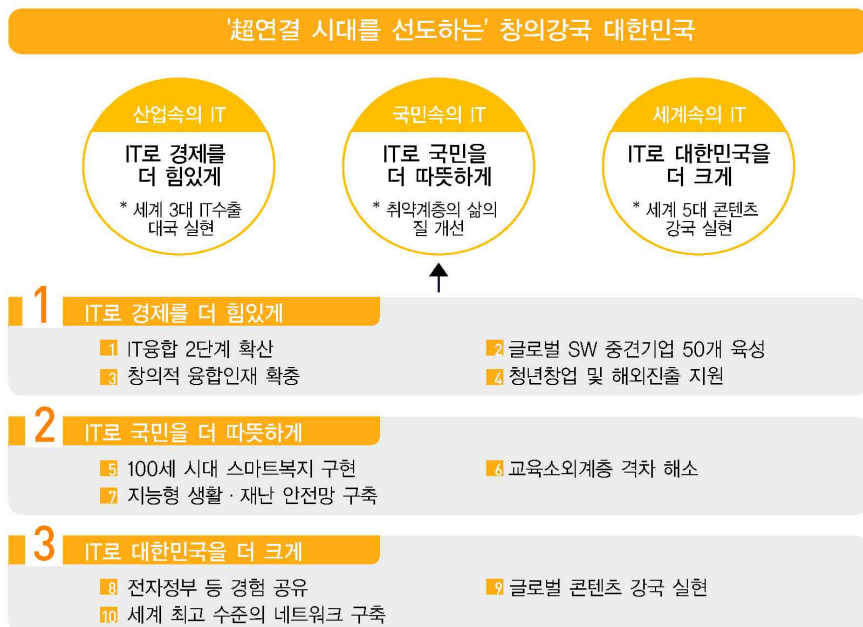 '超연결 시대를 선도하는' 창의강국 대한민국
산업속의 IT
IT로 경제를
더 힘있게
* 세계 3대 IT수출
대국 실현
국민속의 IT
IT로 국민을
더 따뜻하게
* 취약계층의 삶의
질 개선
세계속의 IT
IT로 대한민국을
더 크게
* 세계 5대 콘텐츠
강국 실현
1 IT로 경제를 더 힘있게
1 IT융합 2단계 확산
2 글로벌 SW 중견기업 50개 육성
3 창의적 융합인재 확충
4 청년창업 및 해외진출 지원
2 IT로 국민을 더 따뜻하게
5 100세 시대 스마트복지 구현
6 교육소외계층 격차 해소
7 지능형 생활 · 재난 안전망 구축
3 IT로 대한민국을 더 크게
8 전자정부 등 경험 공유
9 글로벌 콘텐츠 강국 실현
10 세계 최고 수준의 네트워크 구축